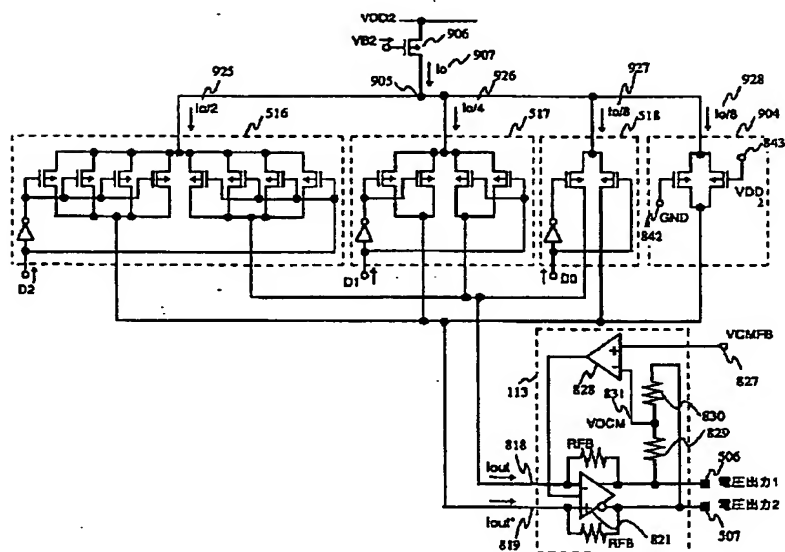 VDD2
VB2
906
Io
907
925
905
926
927
928
Io/2
516
Io/4
517
Io/8
518
Io/8
904
843
VDD2
GND
842
D2
D1
D0
VCMFB
827
113
828
831
830
VOCM
829
818
RFB
506
Iout
電圧出力1
Iout*
電圧出力2
819
RFB
821
507